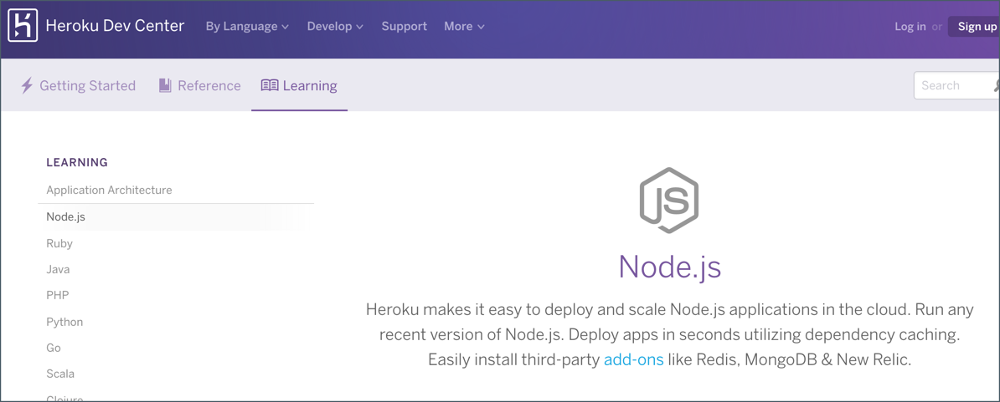 Heroku Dev Center By Language Develop Support More Log in or Sign up
Getting Started Reference Learning Search
LEARNING
Application Architecture
Node.js
Ruby
Java
PHP
Python
Go
Scala
Clojure
JS
Node.js
Heroku makes it easy to deploy and scale Node.js applications in the cloud. Run any
recent version of Node.js. Deploy apps in seconds utilizing dependency caching.
Easily install third-party add-ons like Redis, MongoDB & New Relic.